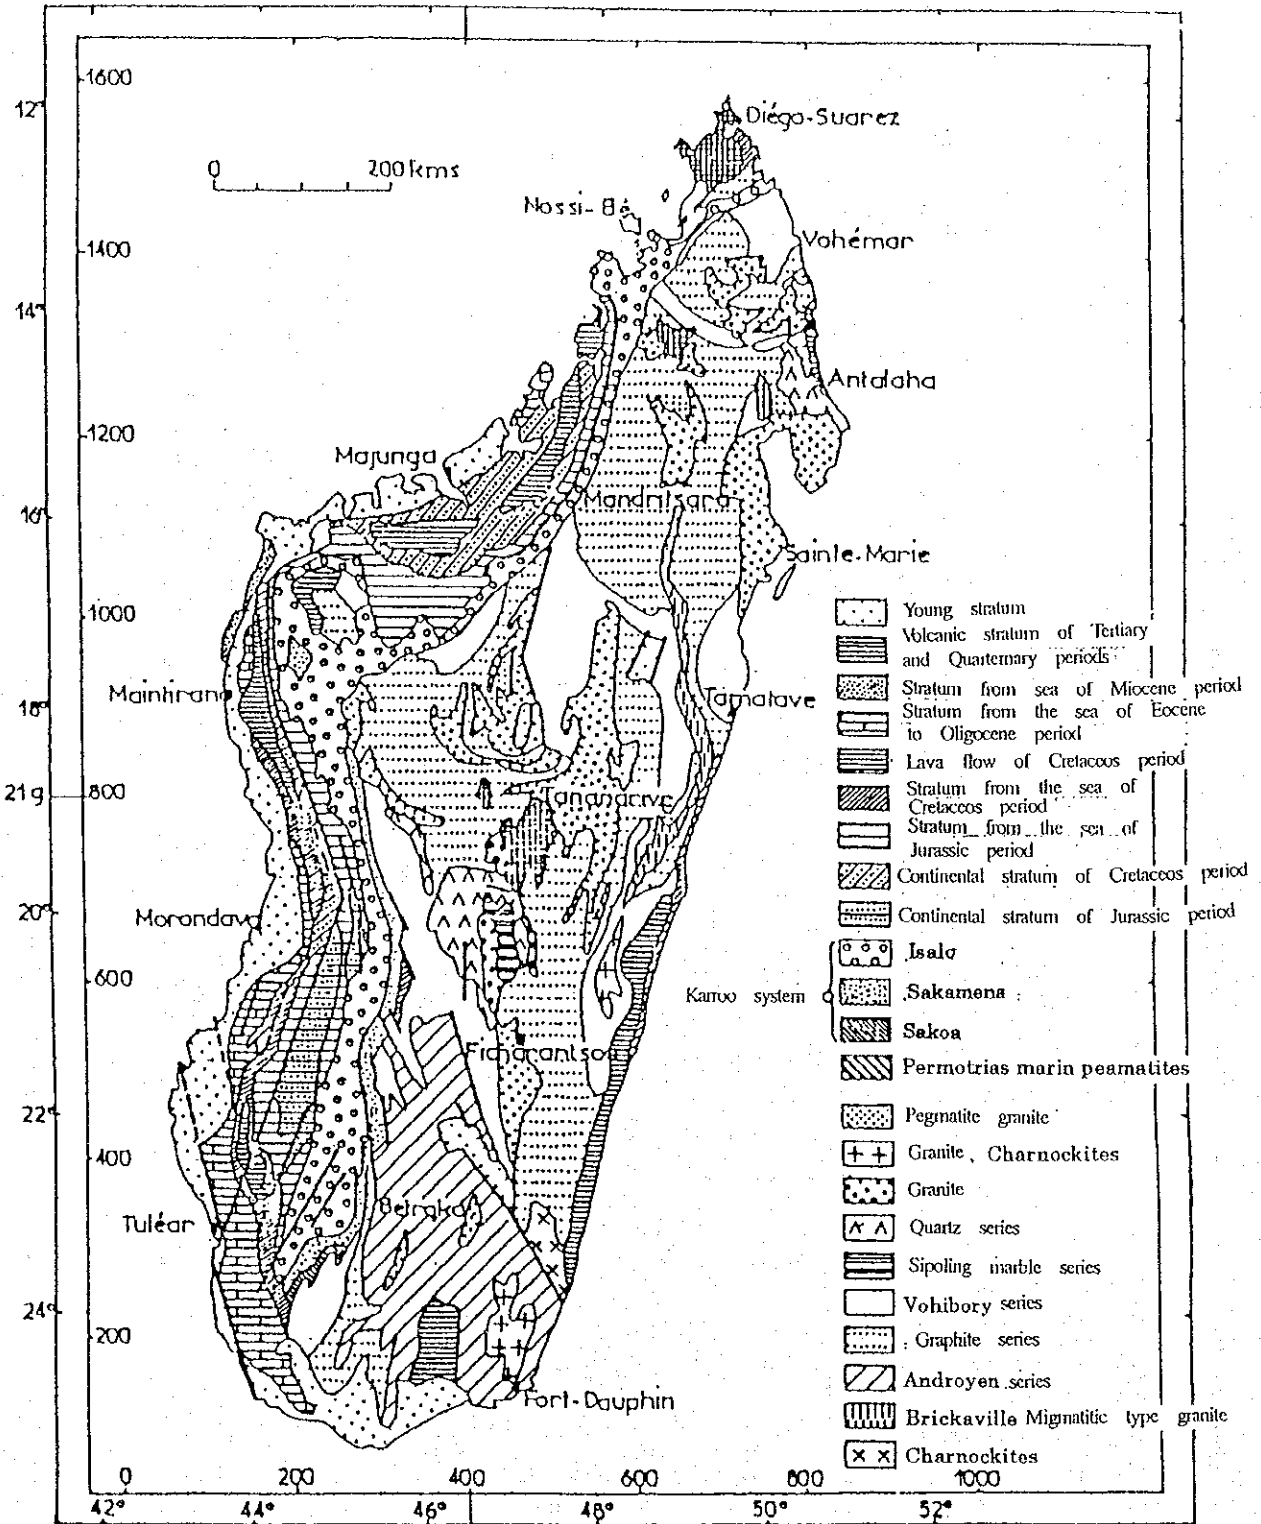 1600
12°
Diégo-Suarez
0 200 kms
Nossi-Bé
1400
Vohémar
14°
Antalaha
1200
Majunga
Mandritsara
16°
Sainte-Marie
1000
Young stratum
Volcanic stratum of Tertiary
and Quaternary periods
Maintirano
Tamatave
Stratum from sea of Miocene period
18°
Stratum from the sea of Eocene
to Oligocene period
Lava flow of Cretaceos period
219
800
Tananarive
Stratum from the sea of
Cretaceos period
Stratum from the sea of
Jurassic period
Continental stratum of Cretaceos period
Morondava
20°
Continental stratum of Jurassic period
Isalo
600
Karroo system
Sakamena
Sakoa
Fianarantsoa
Permotrias marin peamatites
22°
Pegmatite granite
400
Granite, Charnockites
Granite
Betroka
Tuléar
Quartz series
Sipoling marble series
24°
Vohibory series
200
Graphite series
Androyen series
Fort-Dauphin
Brickaville Migmatitic type granite
Charnockites
0 200 400 600 800 1000
42° 44° 46° 48° 50° 52°